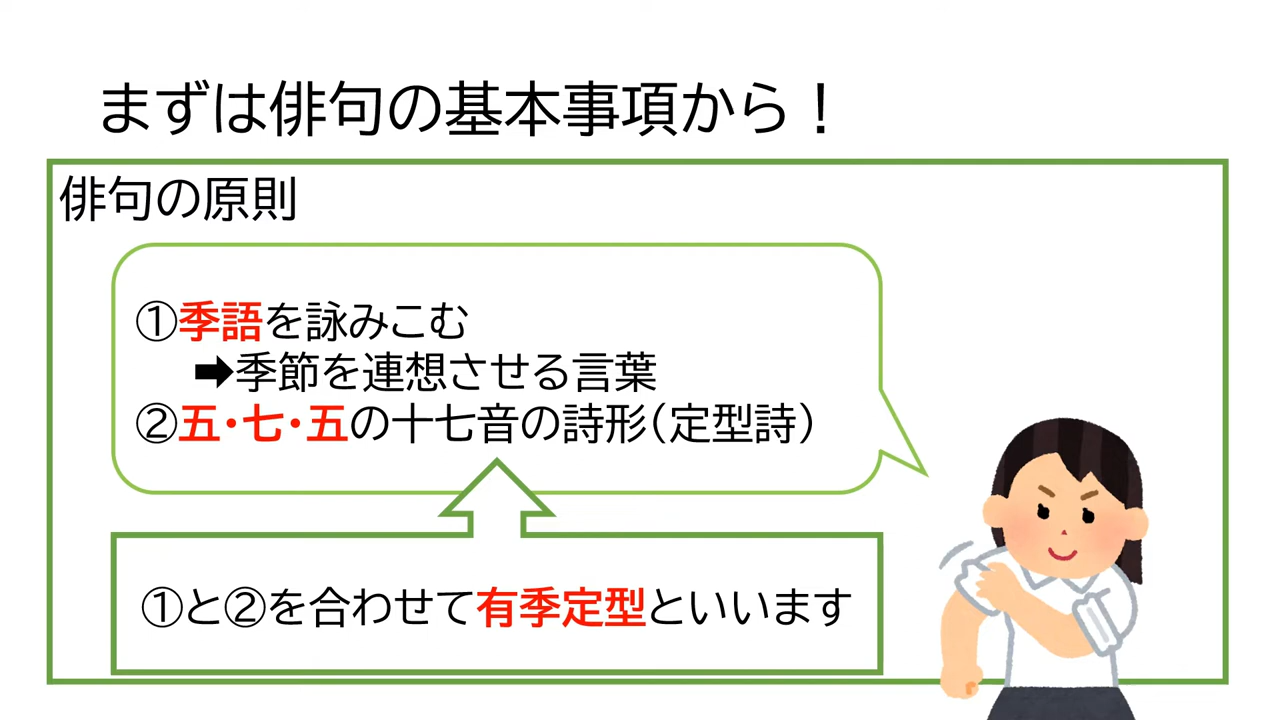 まずは俳句の基本事項から！
俳句の原則
①季語を詠みこむ
➡季節を連想させる言葉
②五・七・五の十七音の詩形（定型詩）
①と②を合わせて有季定型といいます